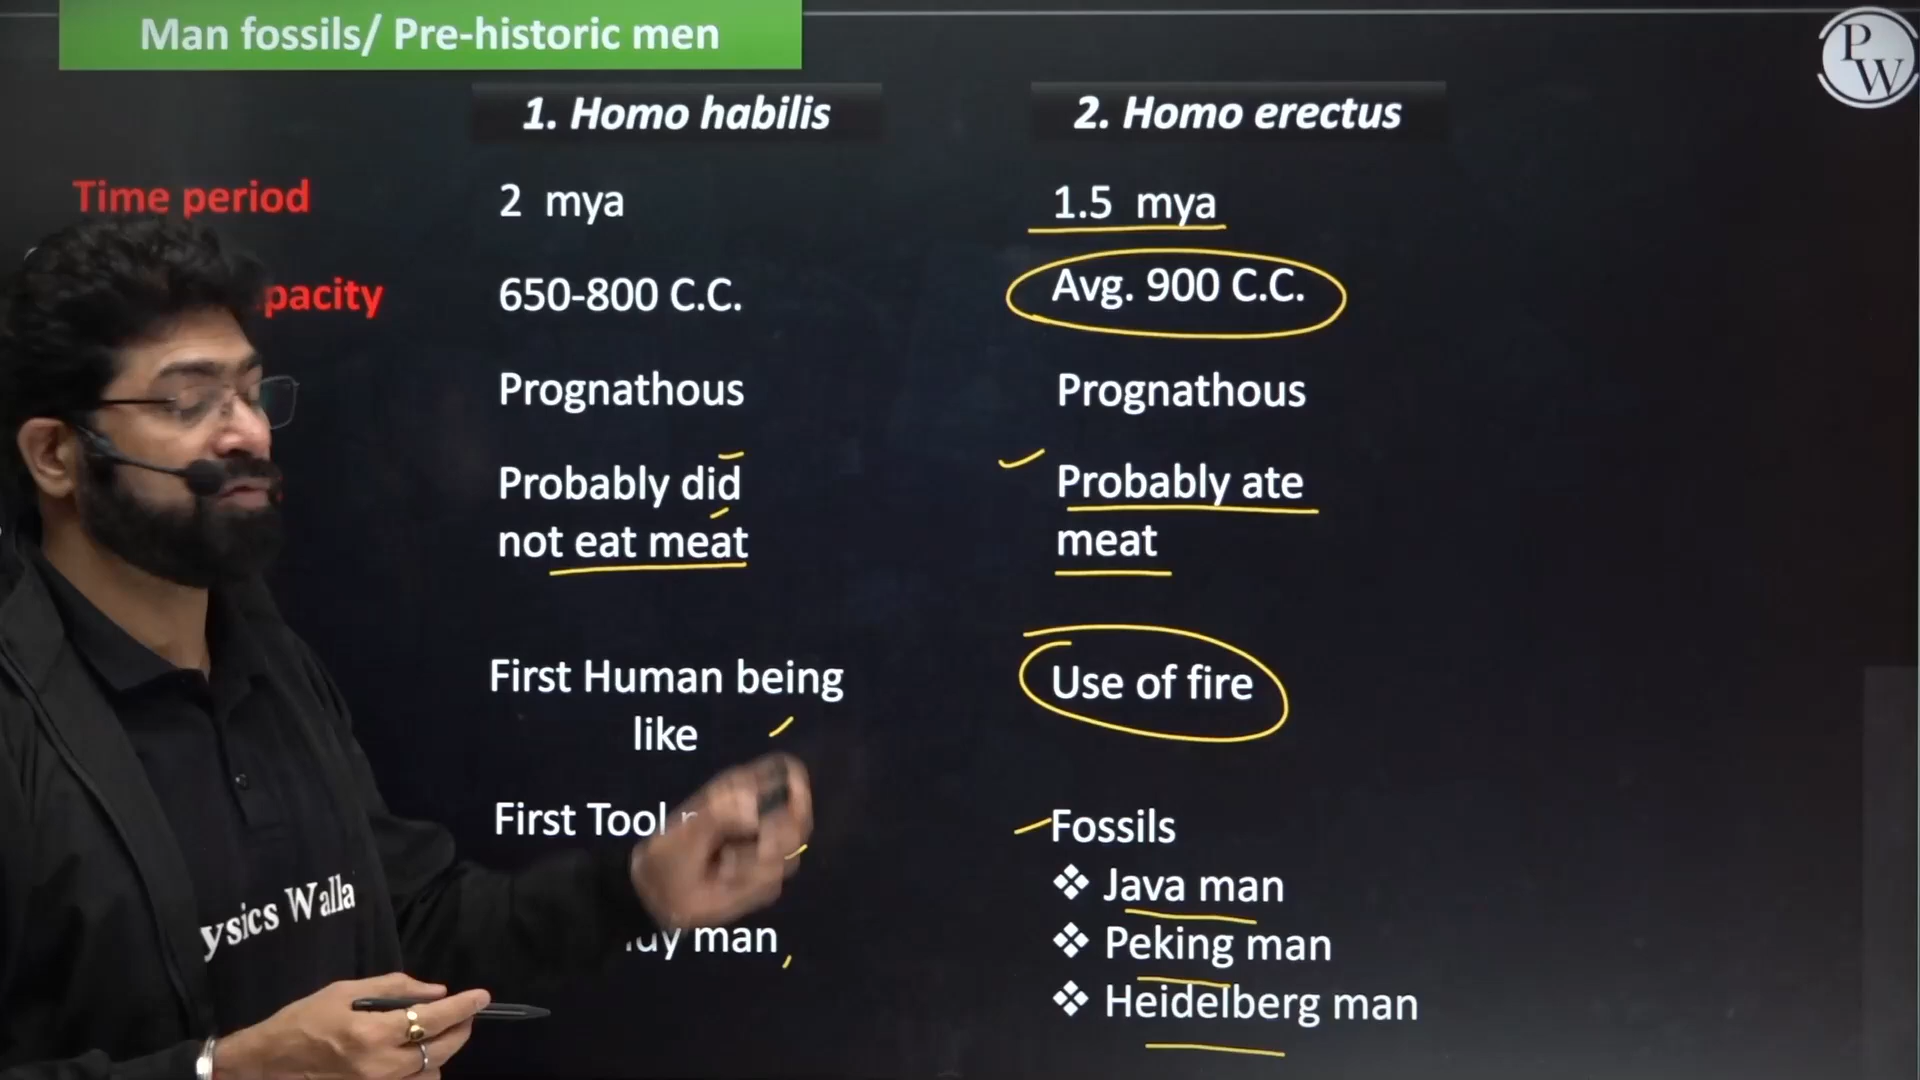 Man fossils/ Pre-historic men
PW
1. Homo habilis
2. Homo erectus
Time period
2 mya
1.5 mya
650-800 C.C.
Avg. 900 C.C.
Prognathous
Prognathous
Probably did
not eat meat
Probably ate
meat
First Human being
like
Use of fire
First Tool
man
Fossils
❖ Java man
❖ Peking man
❖ Heidelberg man
ysics Walla